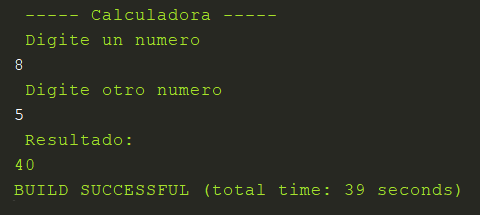 ----- Calculadora -----
Digite un numero
8
Digite otro numero
5
Resultado:
40
BUILD SUCCESSFUL (total time: 39 seconds)